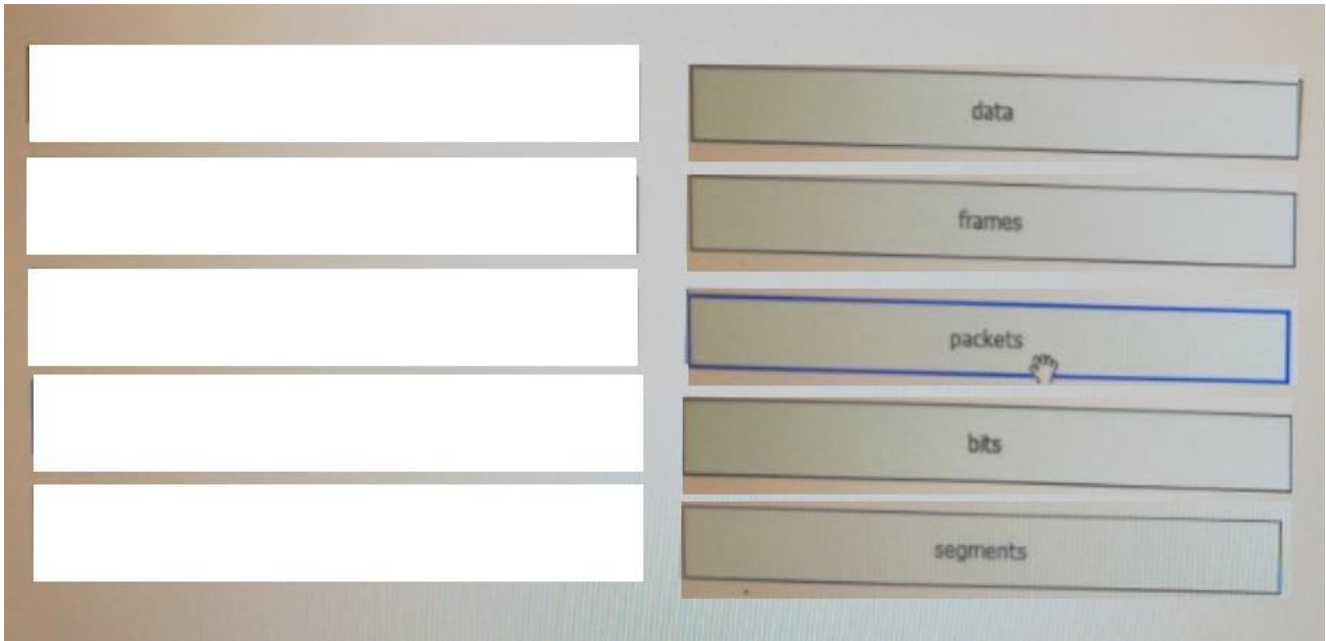 data
frames
packets
bits
segments